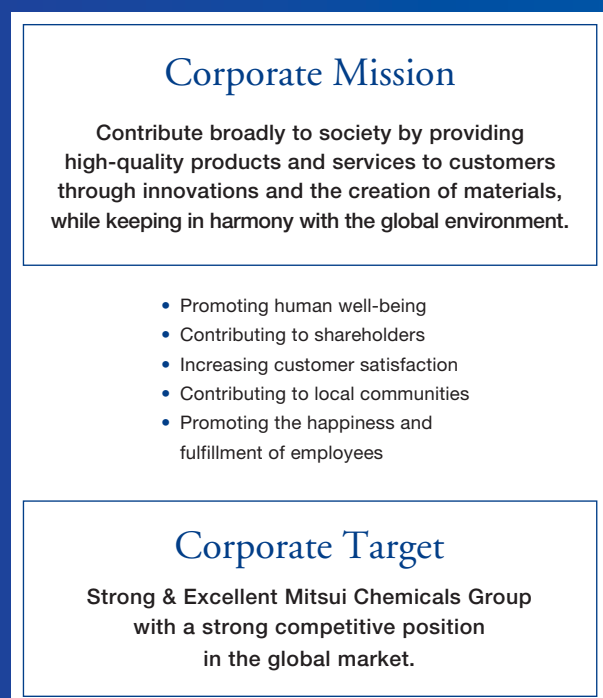 Corporate Mission
Contribute broadly to society by providing
high-quality products and services to customers
through innovations and the creation of materials,
while keeping in harmony with the global environment.
• Promoting human well-being
• Contributing to shareholders
• Increasing customer satisfaction
• Contributing to local communities
• Promoting the happiness and
fulfillment of employees
Corporate Target
Strong & Excellent Mitsui Chemicals Group
with a strong competitive position
in the global market.